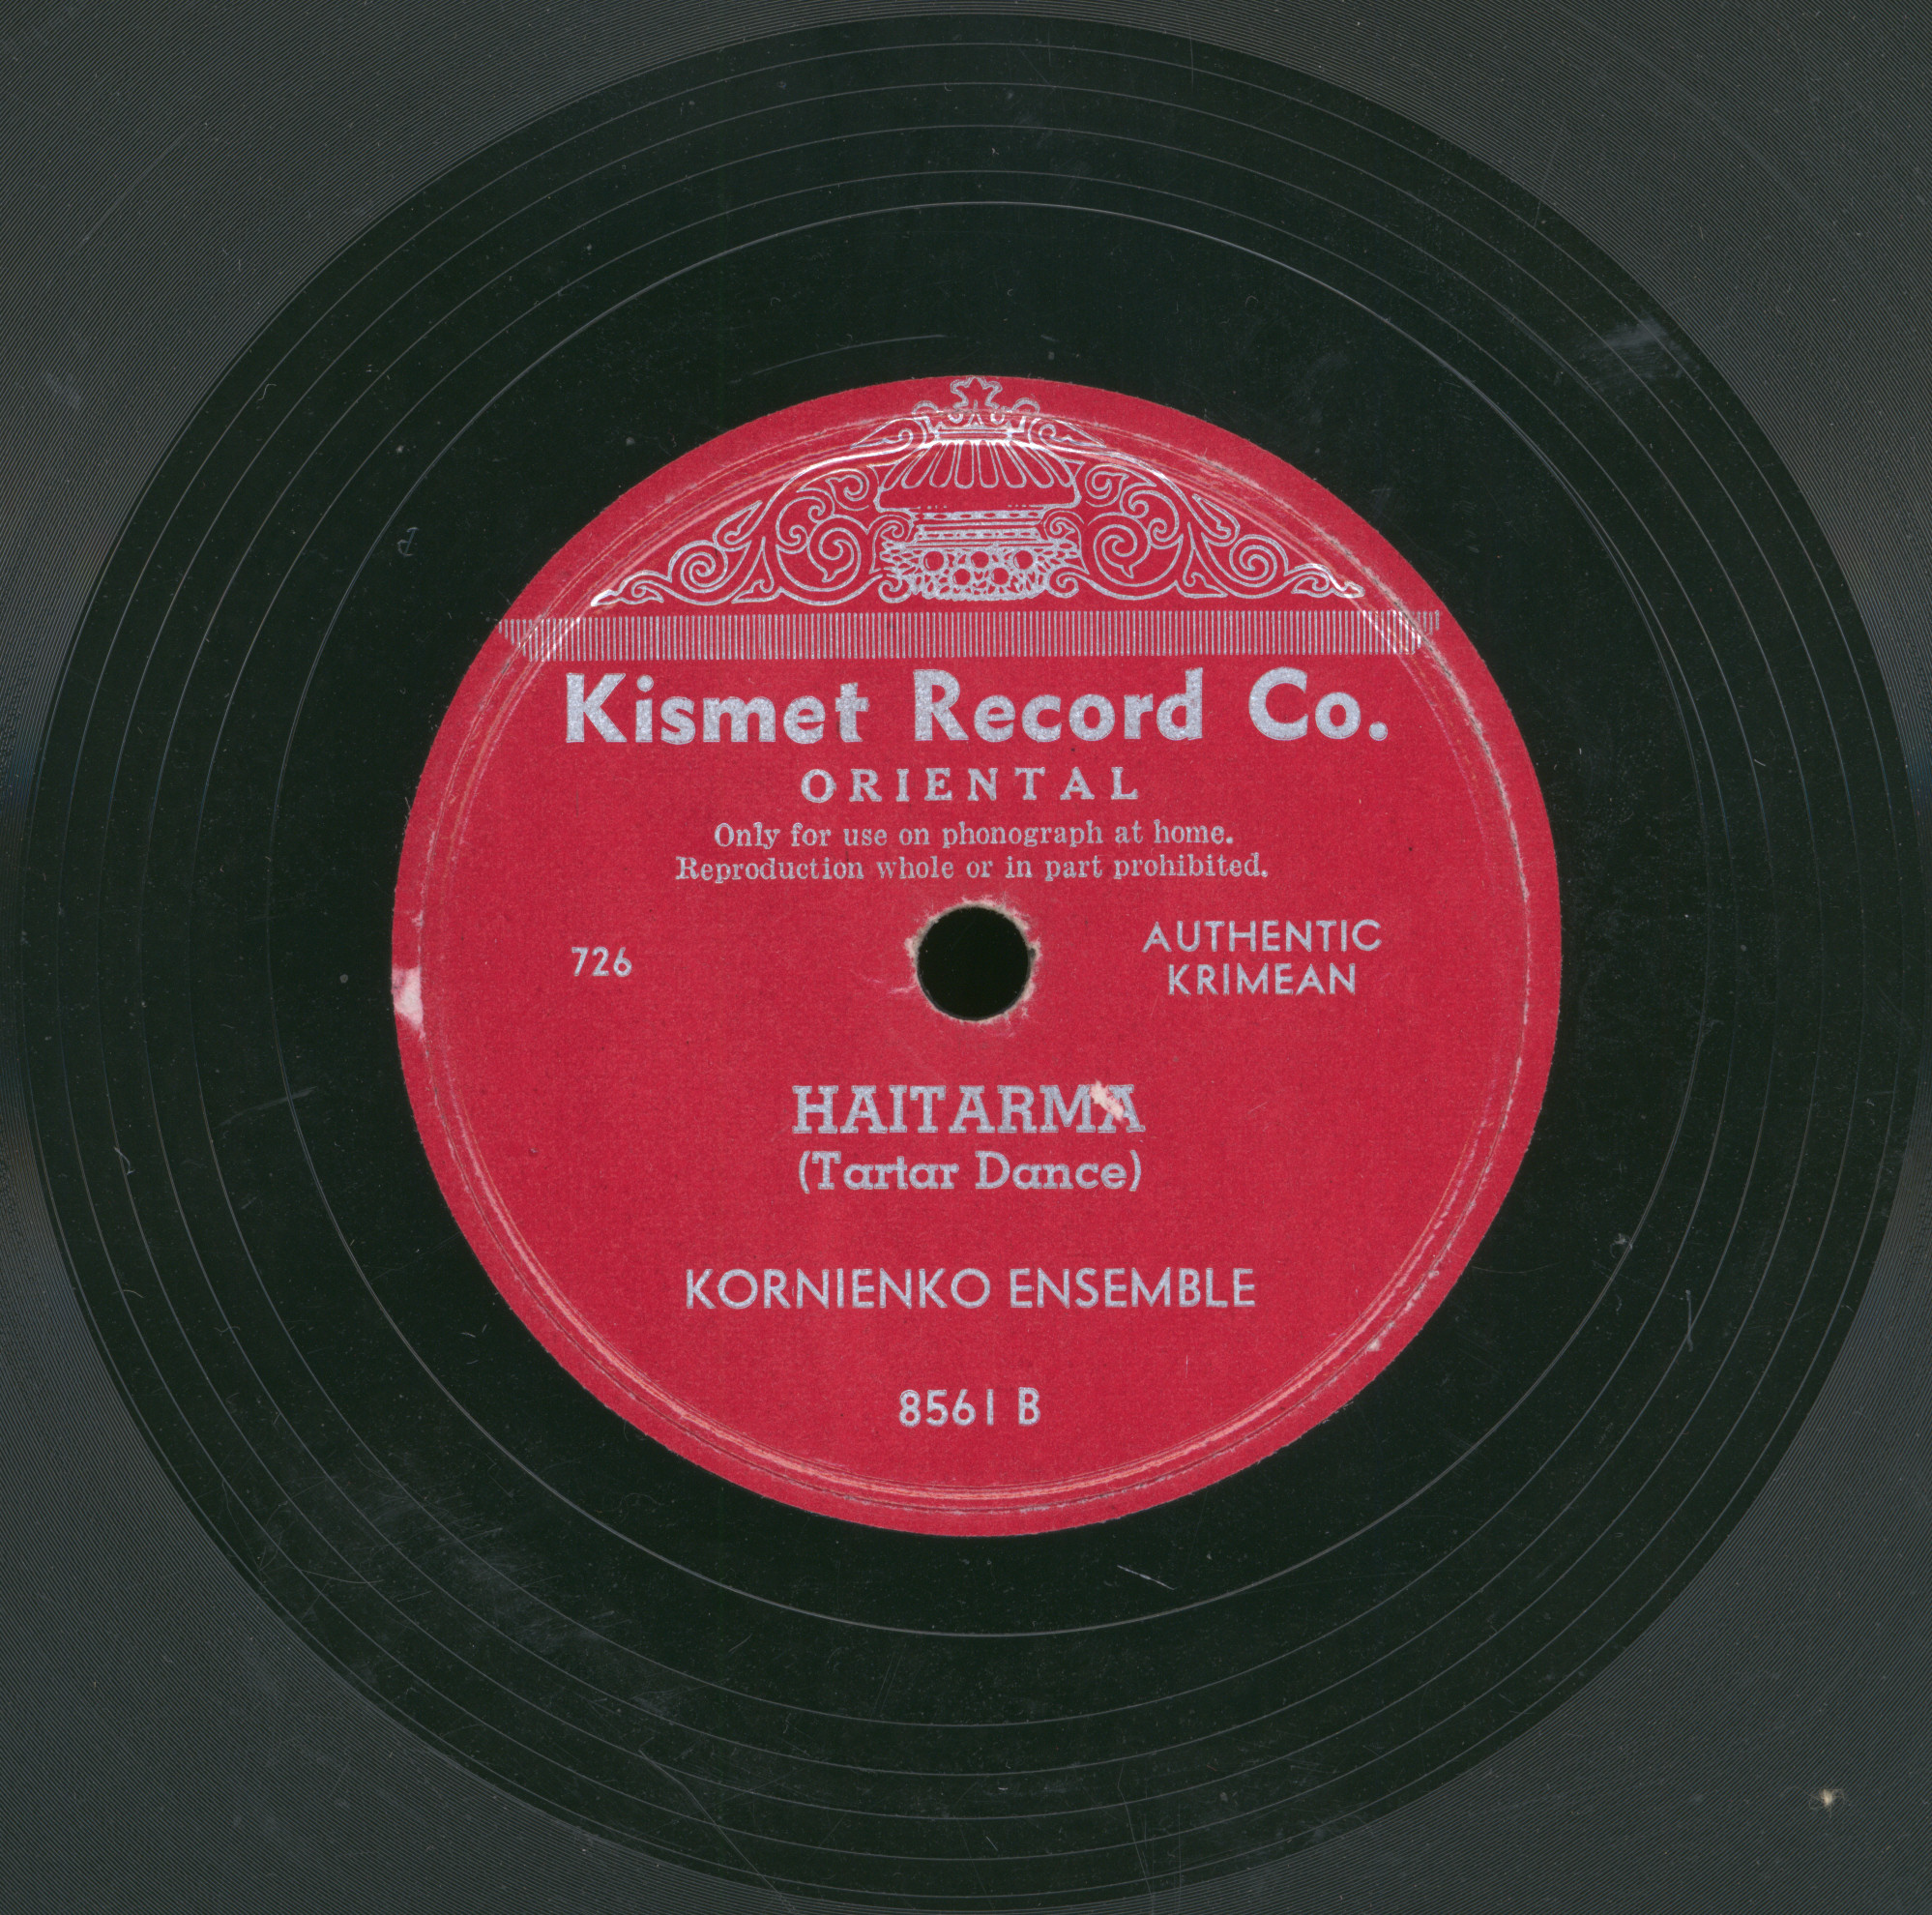 Kismet Record Co.
ORIENTAL
Only for use on phonograph at home.
Reproduction whole or in part prohibited.
726
AUTHENTIC
KRIMEAN
HAITARMA
(Tartar Dance)
KORNIENKO ENSEMBLE
8561 B